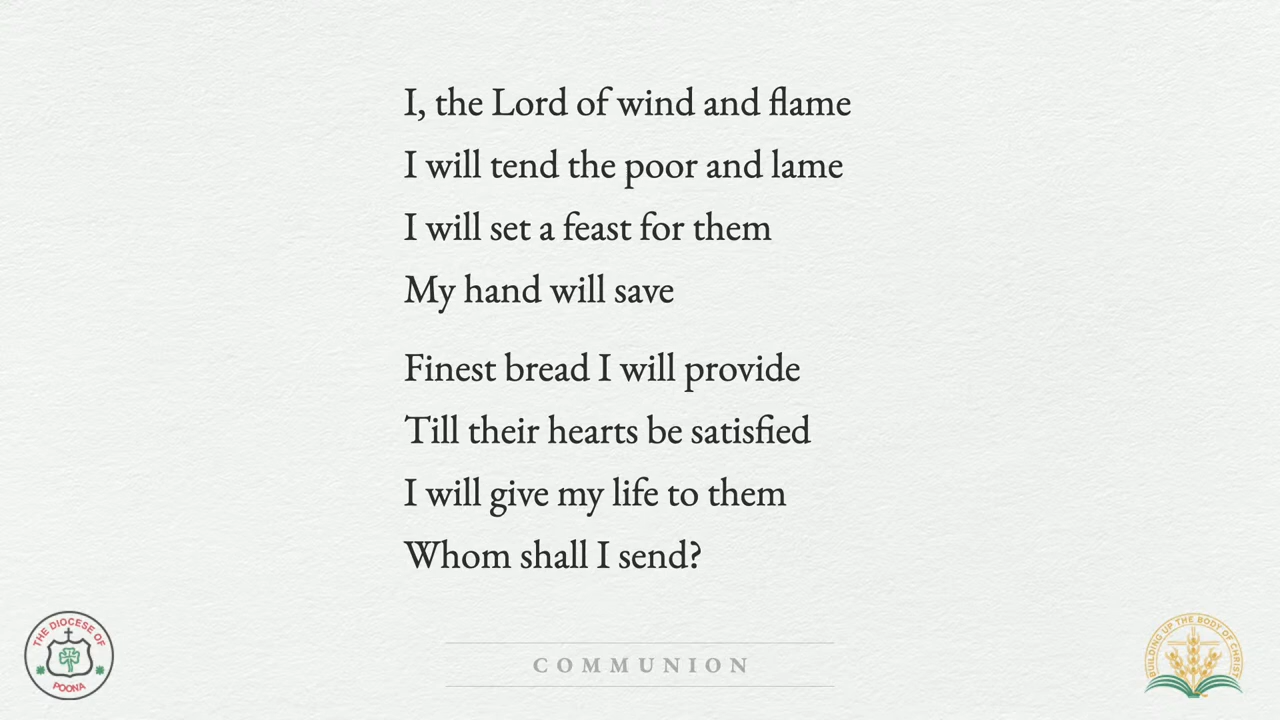 I, the Lord of wind and flame
I will tend the poor and lame
I will set a feast for them
My hand will save
Finest bread I will provide
Till their hearts be satisfied
I will give my life to them
Whom shall I send?
THE DIOCESE OF
POONA
COMMUNION
BUILDING UP THE BODY OF CHRIST